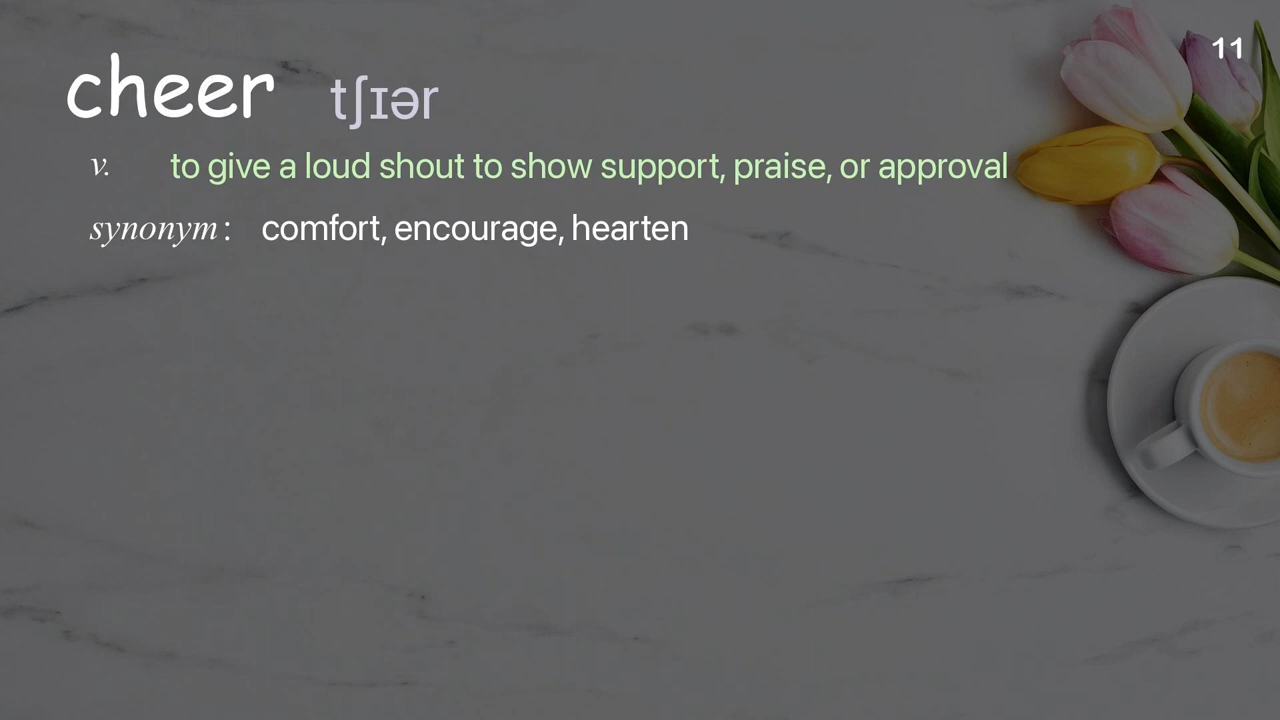 11
cheer tʃɪər
v. to give a loud shout to show support, praise, or approval
synonym : comfort, encourage, hearten